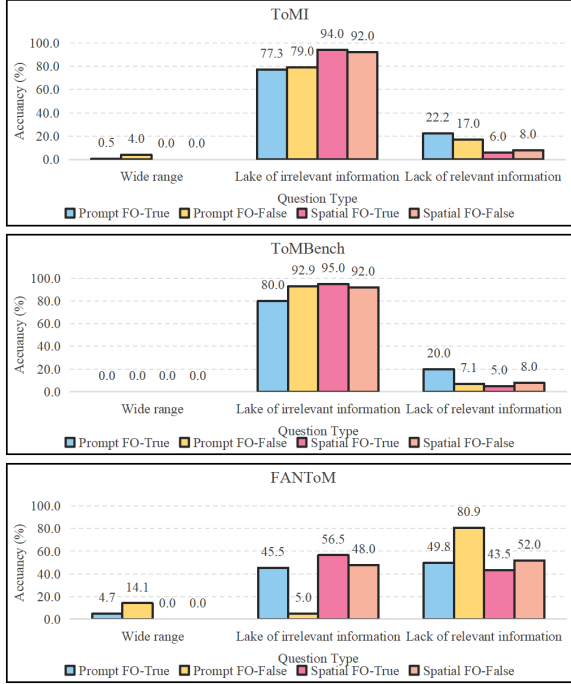 ToMI
Accuancy (%)
100.0
80.0
60.0
40.0
20.0
0.0
0.5 4.0 0.0 0.0
77.3 79.0 94.0 92.0
22.2 17.0 6.0 8.0
Wide range Lake of irrelevant information Lack of relevant information
Question Type
Prompt FO-True Prompt FO-False Spatial FO-True Spatial FO-False
ToMBench
Accuancy (%)
100.0
80.0
60.0
40.0
20.0
0.0
0.0 0.0 0.0 0.0
80.0 92.9 95.0 92.0
20.0 7.1 5.0 8.0
Wide range Lake of irrelevant information Lack of relevant information
Question Type
Prompt FO-True Prompt FO-False Spatial FO-True Spatial FO-False
FANToM
Accuancy (%)
100.0
80.0
60.0
40.0
20.0
0.0
4.7 14.1 0.0 0.0
45.5 5.0 56.5 48.0
49.8 80.9 43.5 52.0
Wide range Lake of irrelevant information Lack of relevant information
Question Type
Prompt FO-True Prompt FO-False Spatial FO-True Spatial FO-False